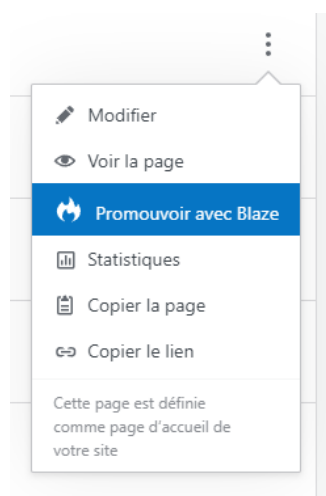 Modifier
Voir la page
Promouvoir avec Blaze
Statistiques
Copier la page
Copier le lien
Cette page est définie
comme page d'accueil de
votre site